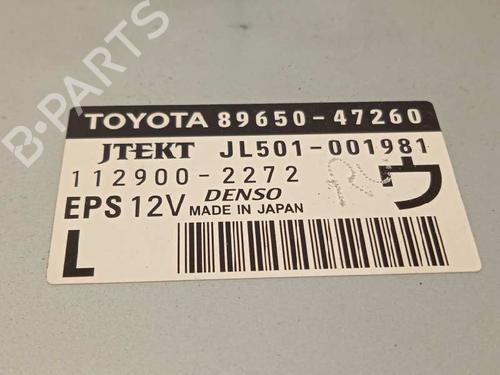 B-PARTS
TOYOTA 89650-47260
JTEKT JL501-001981
112900-2272 ウ
DENSO
EPS 12V MADE IN JAPAN
L